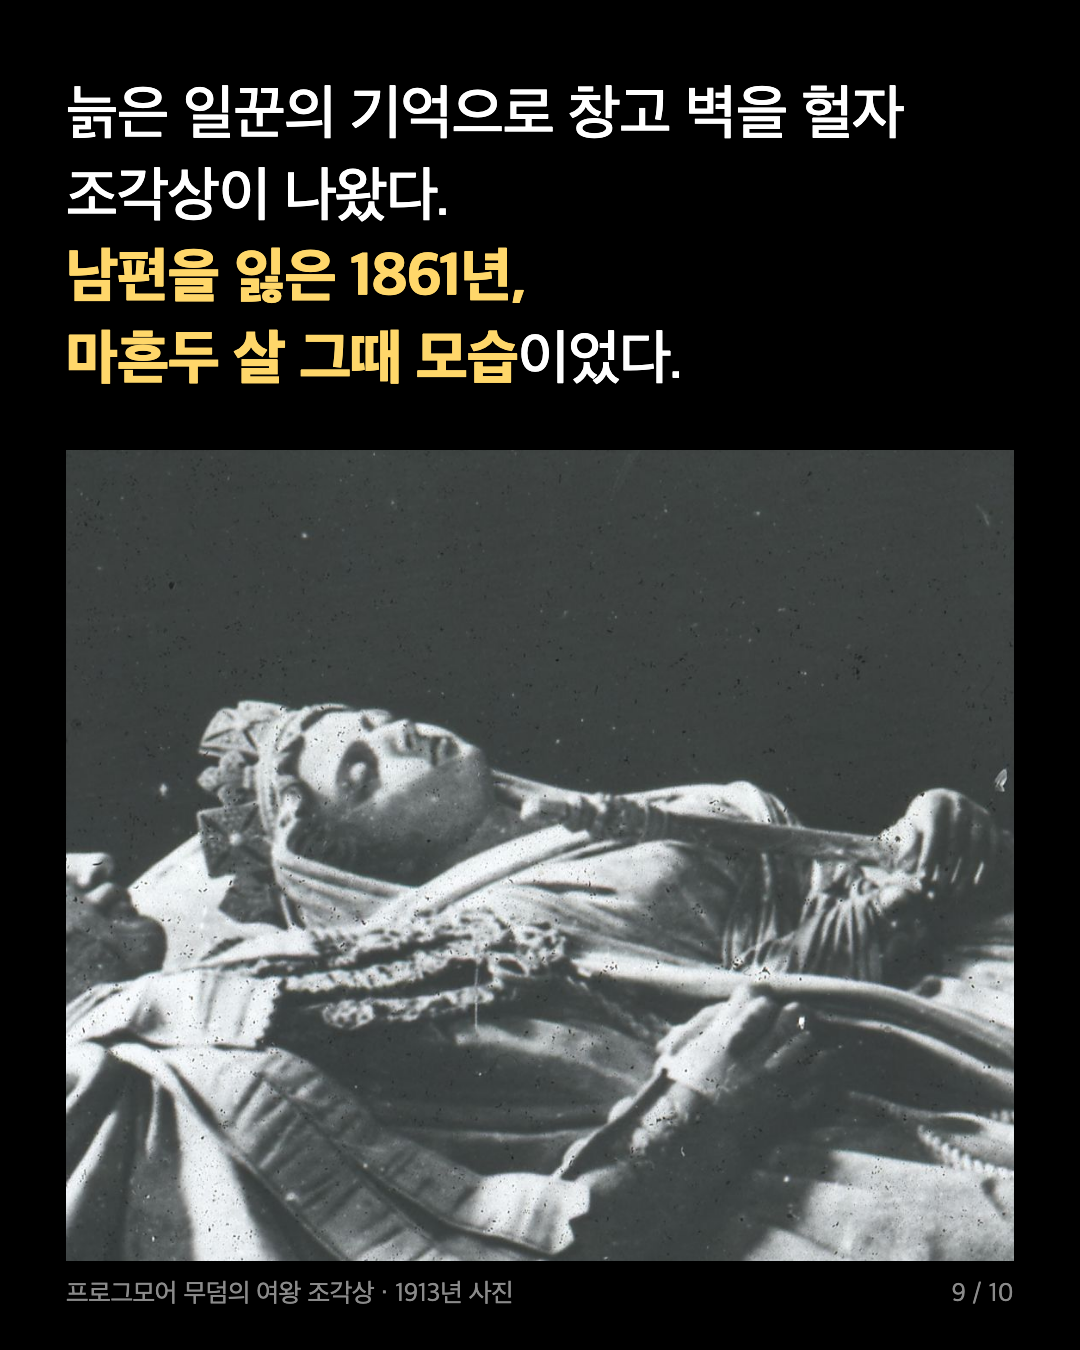 늙은 일꾼의 기억으로 창고 벽을 헐자
조각상이 나왔다.
남편을 잃은 1861년,
마흔두 살 그때 모습이었다.
프로그모어 무덤의 여왕 조각상 · 1913년 사진
9 / 10